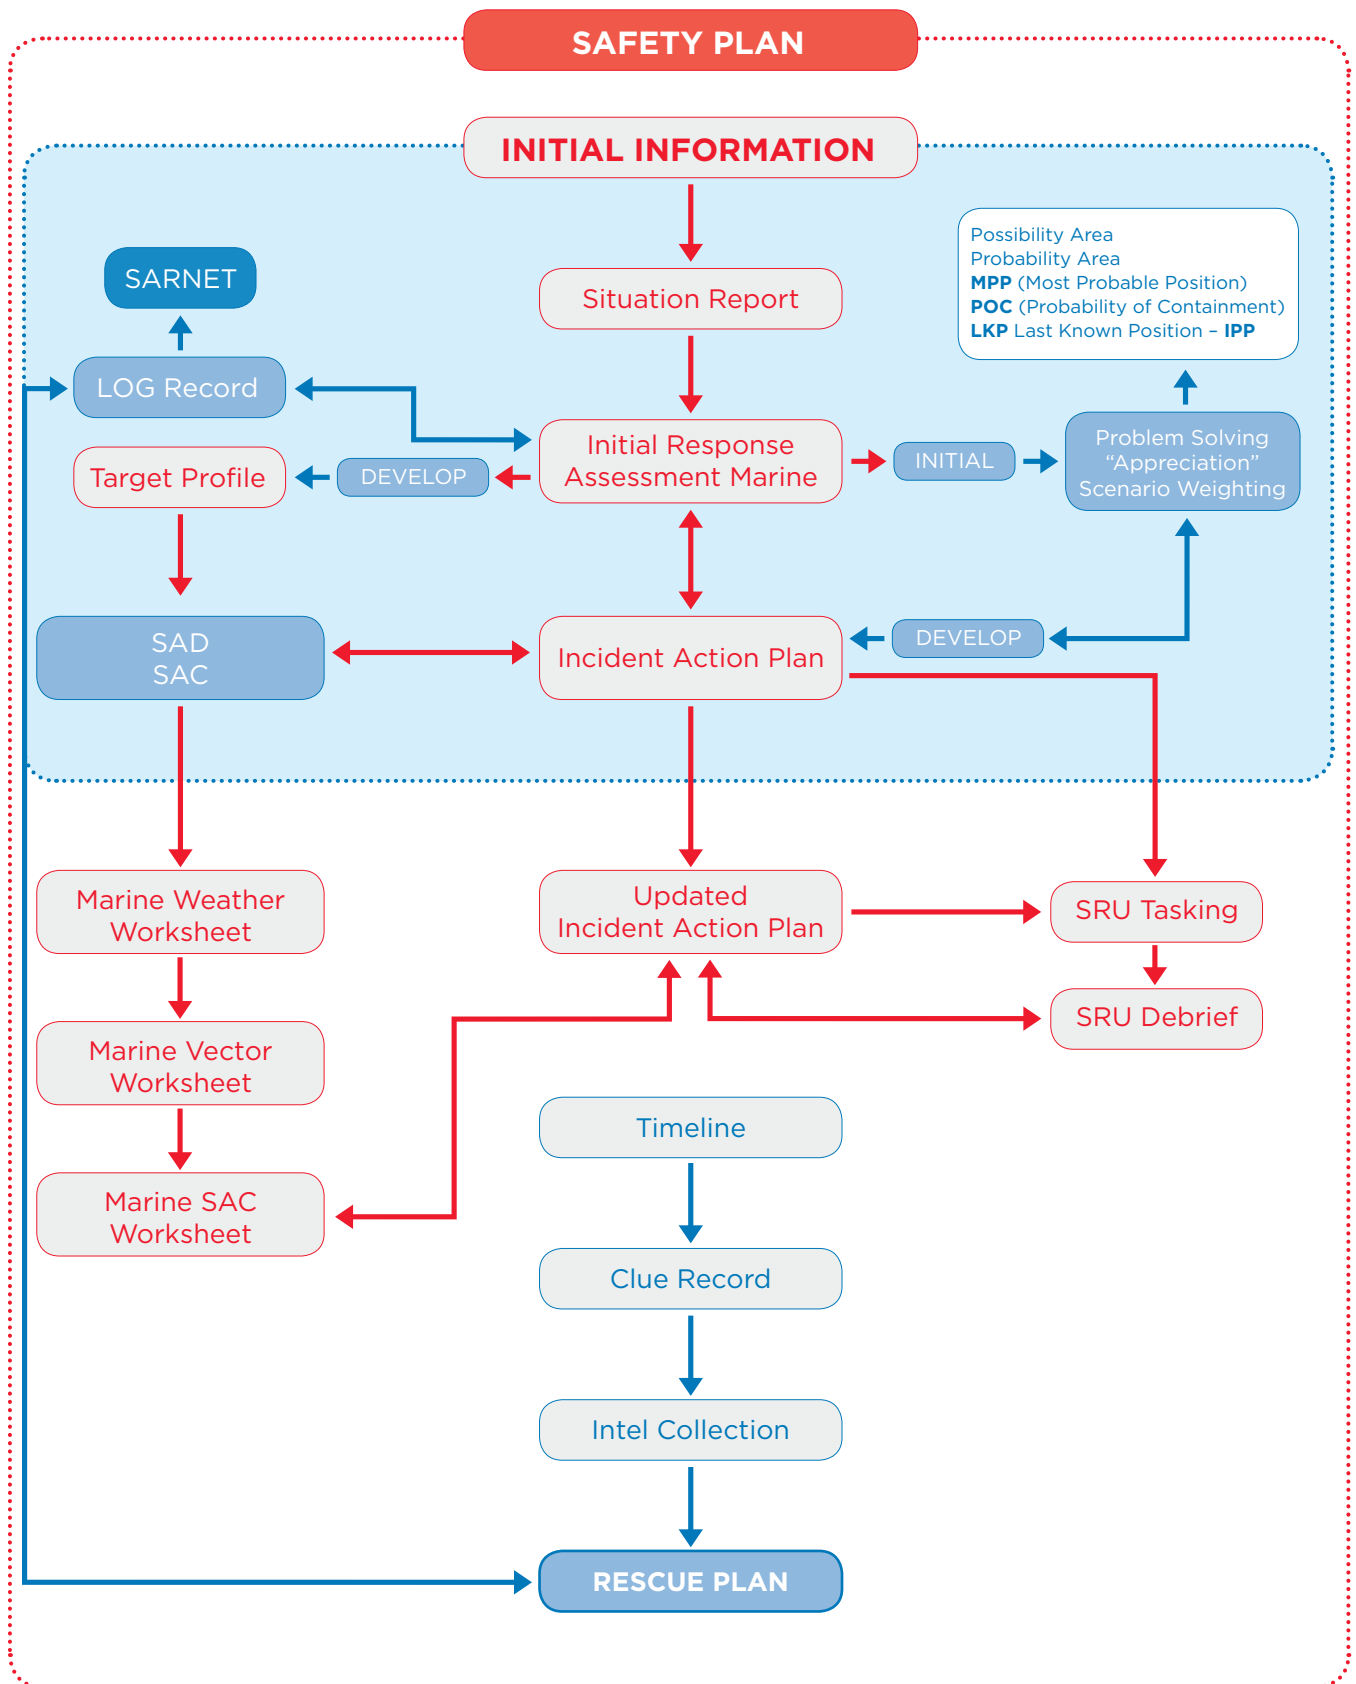 SAFETY PLAN
INITIAL INFORMATION
Possibility Area
Probability Area
MPP (Most Probable Position)
POC (Probability of Containment)
LKP Last Known Position – IPP
SARNET
Situation Report
LOG Record
Initial Response
Assessment Marine
INITIAL
Problem Solving
“Appreciation”
Scenario Weighting
Target Profile
DEVELOP
SAD
SAC
Incident Action Plan
DEVELOP
Marine Weather
Worksheet
Updated
Incident Action Plan
SRU Tasking
Marine Vector
Worksheet
SRU Debrief
Timeline
Marine SAC
Worksheet
Clue Record
Intel Collection
RESCUE PLAN